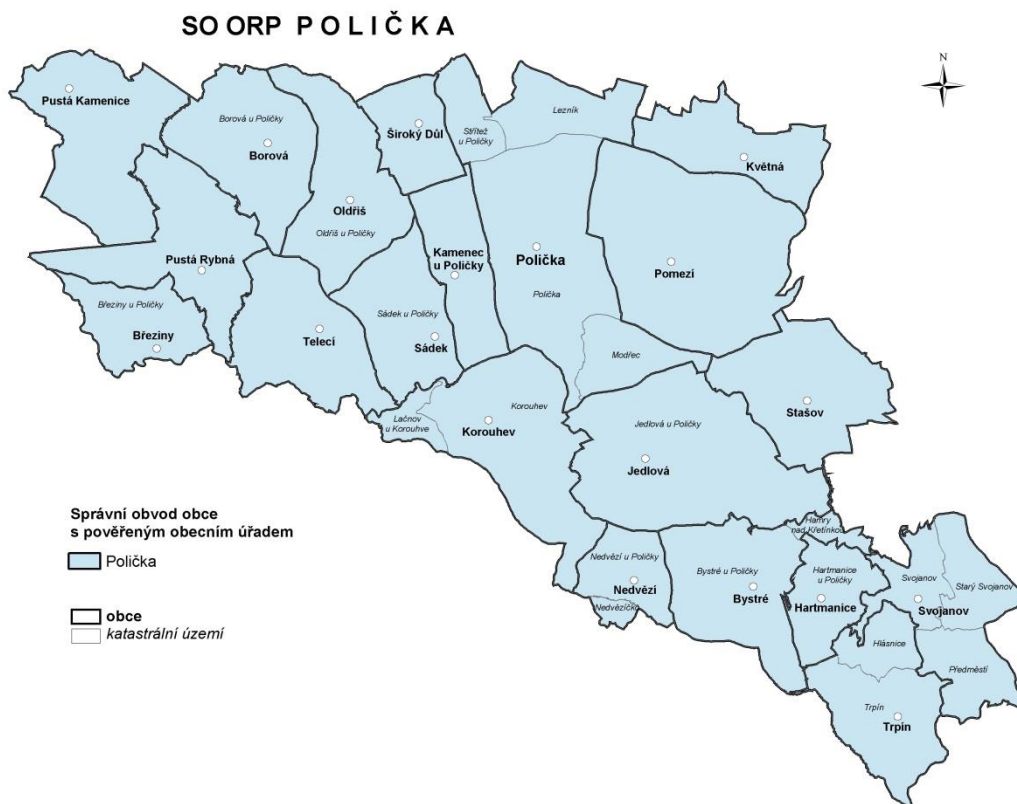 SO ORP POLIČKA
N
Pustá Kamenice
Borová u Poličky
Borová
Široký Důl
Střítež
u Poličky
Lezník
Květná
Oldřiš
Oldřiš u Poličky
Kamenec
u Poličky
Polička
Polička
Pomezí
Pustá Rybná
Březiny u Poličky
Březiny
Telecí
Sádek u Poličky
Sádek
Modřec
Stašov
Lačnov
u Korouhve
Korouhev
Korouhev
Jedlová u Poličky
Jedlová
Správní obvod obce
s pověřeným obecním úřadem
Polička
obce
katastrální území
Hamry
nad Křetínkou
Nedvězí u Poličky
Nedvězí
Nedvězíčko
Bystré u Poličky
Bystré
Hartmanice
u Poličky
Hartmanice
Svojanov
Starý Svojanov
Svojanov
Hlásnice
Předměstí
Trpín
Trpín